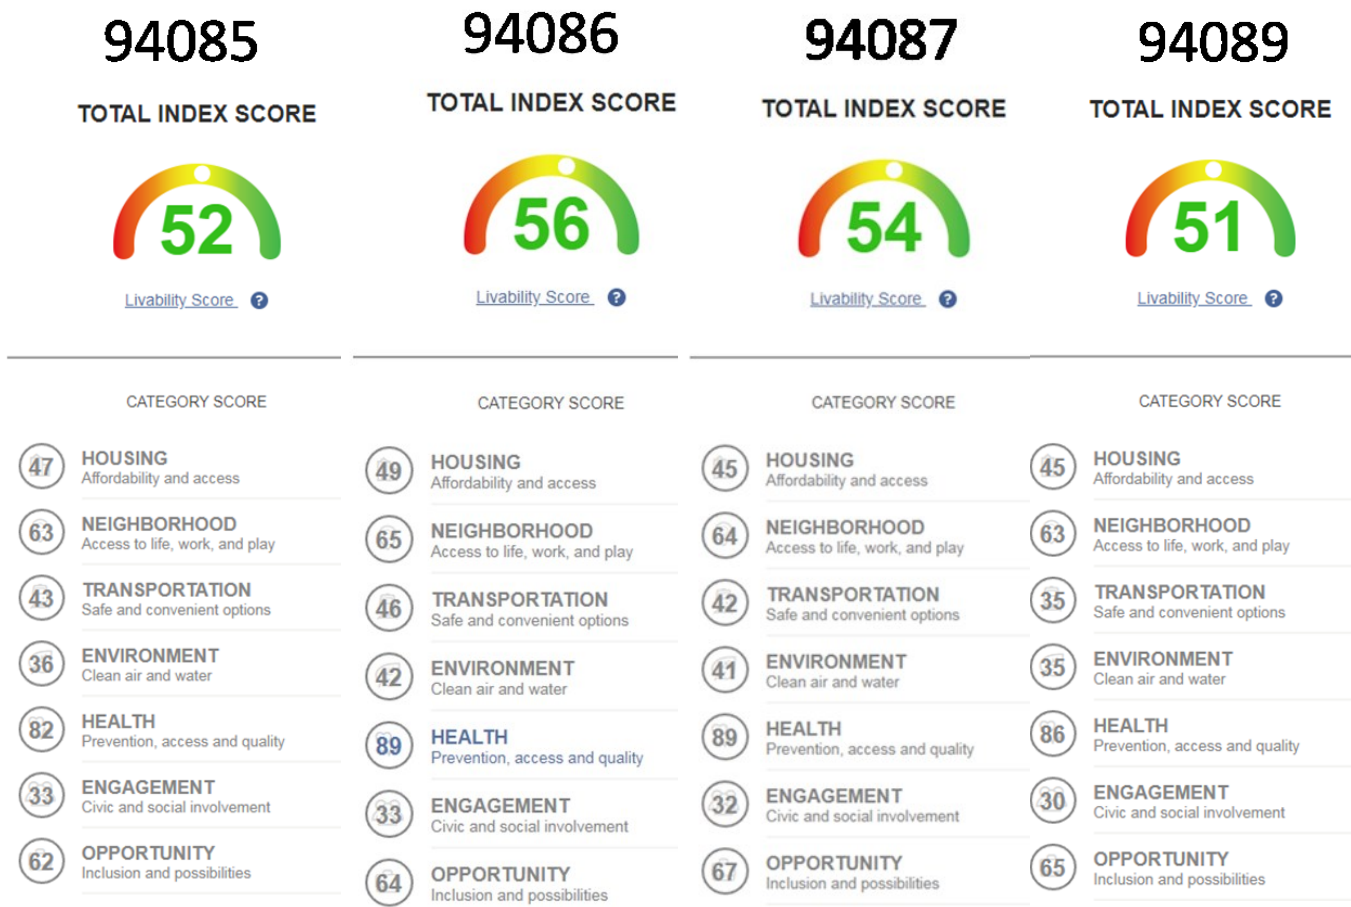 94085
TOTAL INDEX SCORE
52
Livability Score ?
CATEGORY SCORE
47 HOUSING
Affordability and access
63 NEIGHBORHOOD
Access to life, work, and play
43 TRANSPORTATION
Safe and convenient options
36 ENVIRONMENT
Clean air and water
82 HEALTH
Prevention, access and quality
33 ENGAGEMENT
Civic and social involvement
62 OPPORTUNITY
Inclusion and possibilities
94086
TOTAL INDEX SCORE
56
Livability Score ?
CATEGORY SCORE
49 HOUSING
Affordability and access
65 NEIGHBORHOOD
Access to life, work, and play
46 TRANSPORTATION
Safe and convenient options
42 ENVIRONMENT
Clean air and water
89 HEALTH
Prevention, access and quality
33 ENGAGEMENT
Civic and social involvement
64 OPPORTUNITY
Inclusion and possibilities
94087
TOTAL INDEX SCORE
54
Livability Score ?
CATEGORY SCORE
45 HOUSING
Affordability and access
64 NEIGHBORHOOD
Access to life, work, and play
42 TRANSPORTATION
Safe and convenient options
41 ENVIRONMENT
Clean air and water
89 HEALTH
Prevention, access and quality
32 ENGAGEMENT
Civic and social involvement
67 OPPORTUNITY
Inclusion and possibilities
94089
TOTAL INDEX SCORE
51
Livability Score ?
CATEGORY SCORE
45 HOUSING
Affordability and access
63 NEIGHBORHOOD
Access to life, work, and play
35 TRANSPORTATION
Safe and convenient options
35 ENVIRONMENT
Clean air and water
86 HEALTH
Prevention, access and quality
30 ENGAGEMENT
Civic and social involvement
65 OPPORTUNITY
Inclusion and possibilities